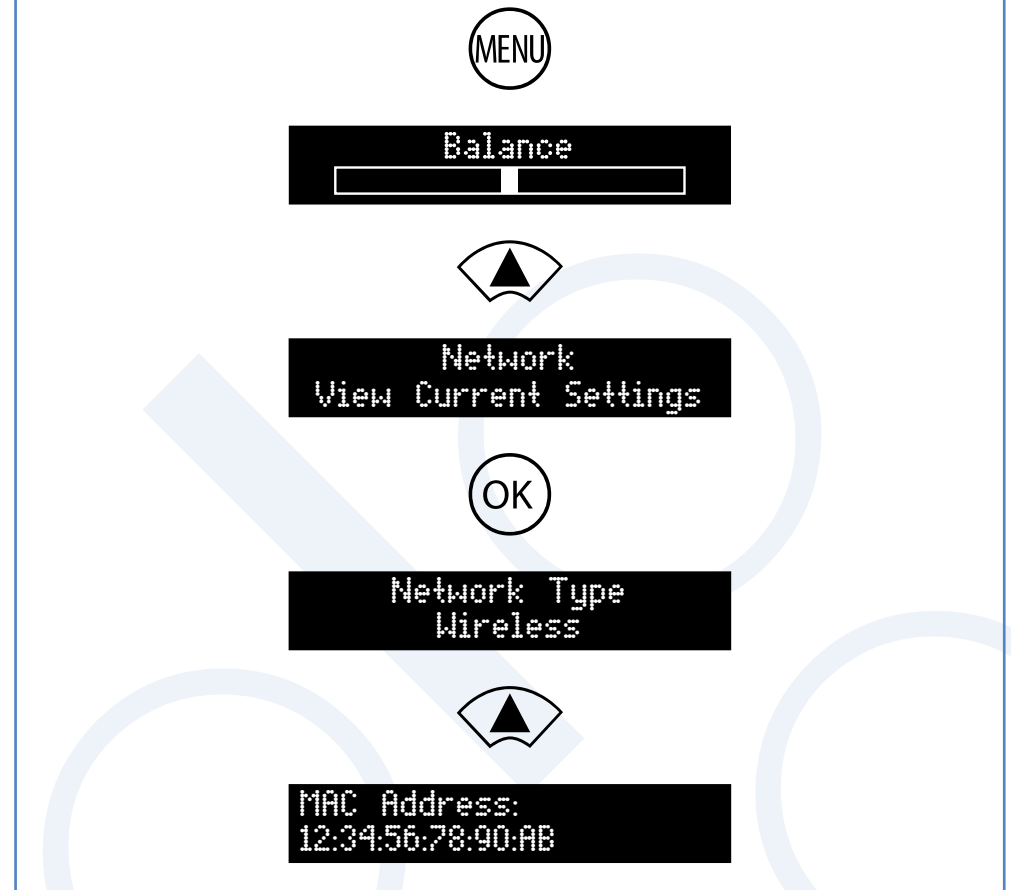 MENU
Balance
Network
View Current Settings
OK
Network Type
Wireless
MAC Address:
12:34:56:78:90:AB